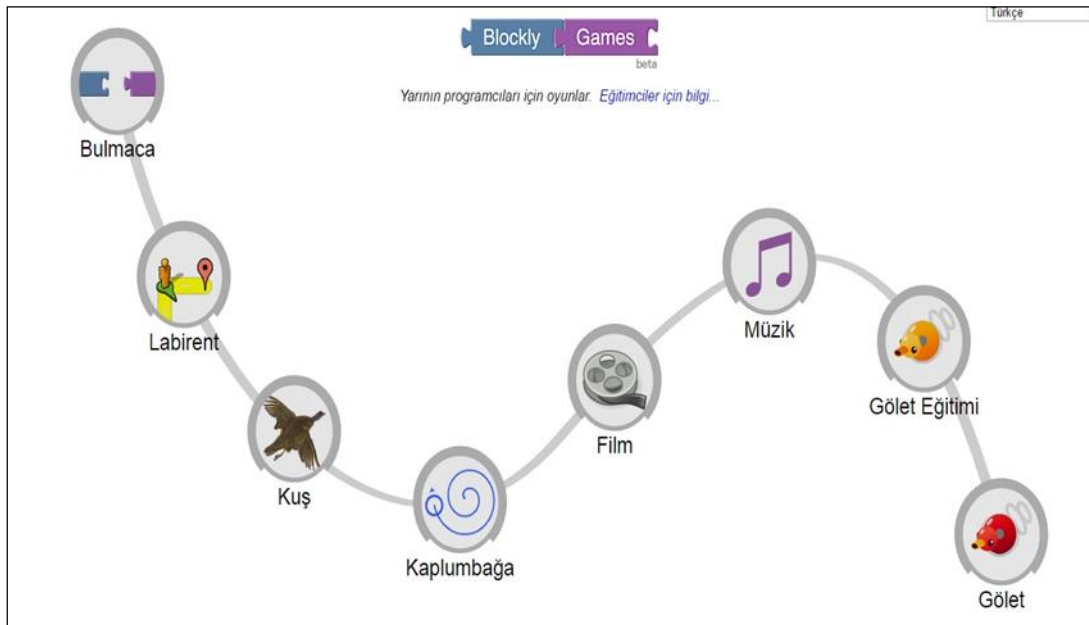 Türkçe
Blockly Games
beta
Yarının programcıları için oyunlar. Eğitimciler için bilgi...
Bulmaca
Labirent
Kuş
Kaplumbağa
Film
Müzik
Gölet Eğitimi
Gölet